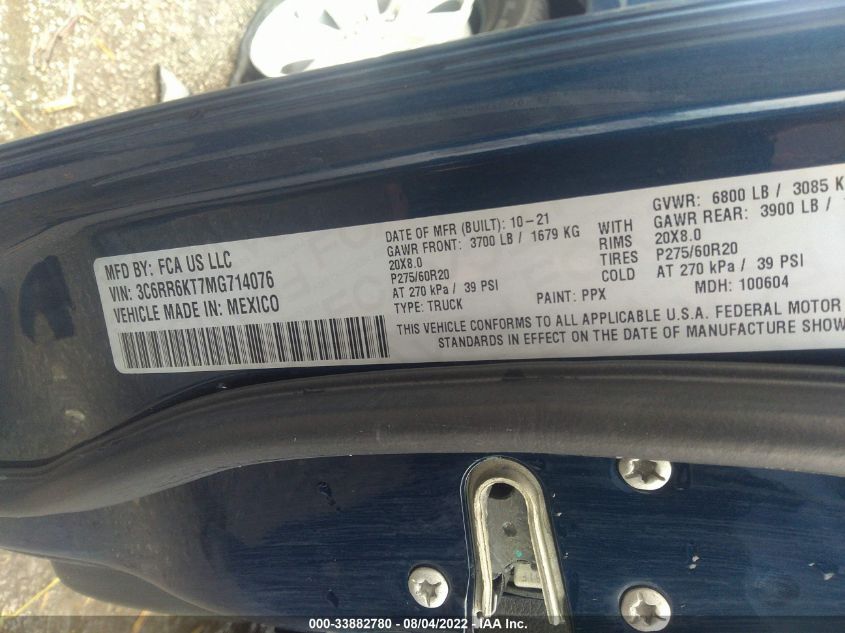 MFD BY: FCA US LLC
VIN: 3C6RR6KT7MG714076
VEHICLE MADE IN: MEXICO
DATE OF MFR (BUILT): 10-21
GAWR FRONT: 3700 LB / 1679 KG WITH
20X8.0 RIMS
P275/60R20 TIRES
AT 270 kPa / 39 PSI COLD
TYPE: TRUCK PAINT: PPX
GVWR: 6800 LB / 3085 K
GAWR REAR: 3900 LB /
20X8.0
P275/60R20
AT 270 kPa / 39 PSI
MDH: 100604
THIS VEHICLE CONFORMS TO ALL APPLICABLE U.S.A. FEDERAL MOTOR
STANDARDS IN EFFECT ON THE DATE OF MANUFACTURE SHOW
000-33882780 - 08/04/2022 - IAA Inc.